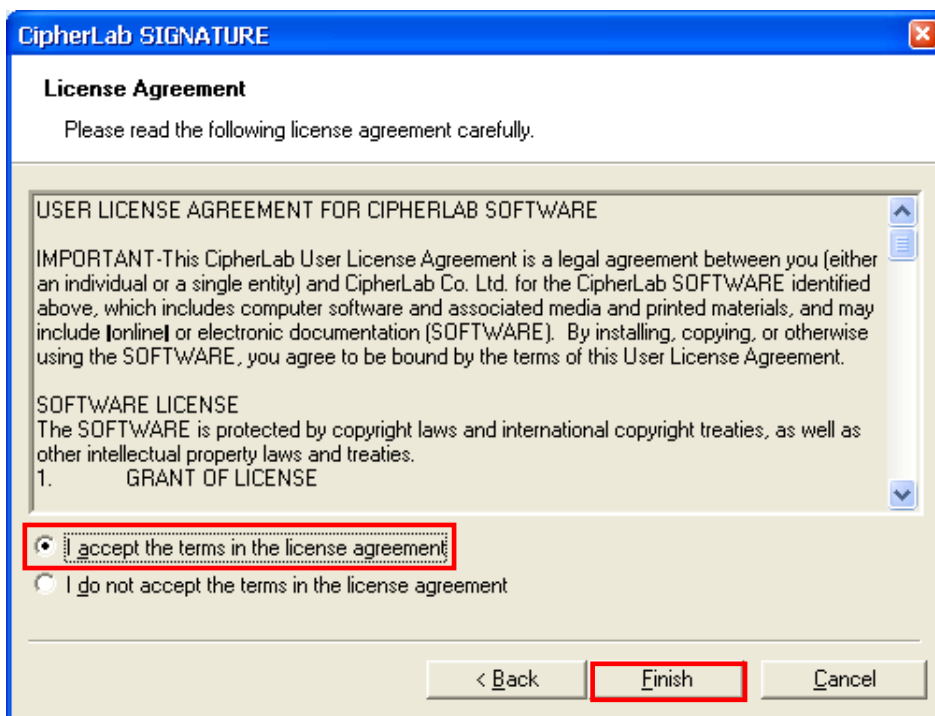 CipherLab SIGNATURE
License Agreement
Please read the following license agreement carefully.
USER LICENSE AGREEMENT FOR CIPHERLAB SOFTWARE
IMPORTANT-This CipherLab User License Agreement is a legal agreement between you (either
an individual or a single entity) and CipherLab Co. Ltd. for the CipherLab SOFTWARE identified
above, which includes computer software and associated media and printed materials, and may
include |online| or electronic documentation (SOFTWARE).  By installing, copying, or otherwise
using the SOFTWARE, you agree to be bound by the terms of this User License Agreement.
SOFTWARE LICENSE
The SOFTWARE is protected by copyright laws and international copyright treaties, as well as
other intellectual property laws and treaties.
1. GRANT OF LICENSE
I accept the terms in the license agreement
I do not accept the terms in the license agreement
< Back Finish Cancel